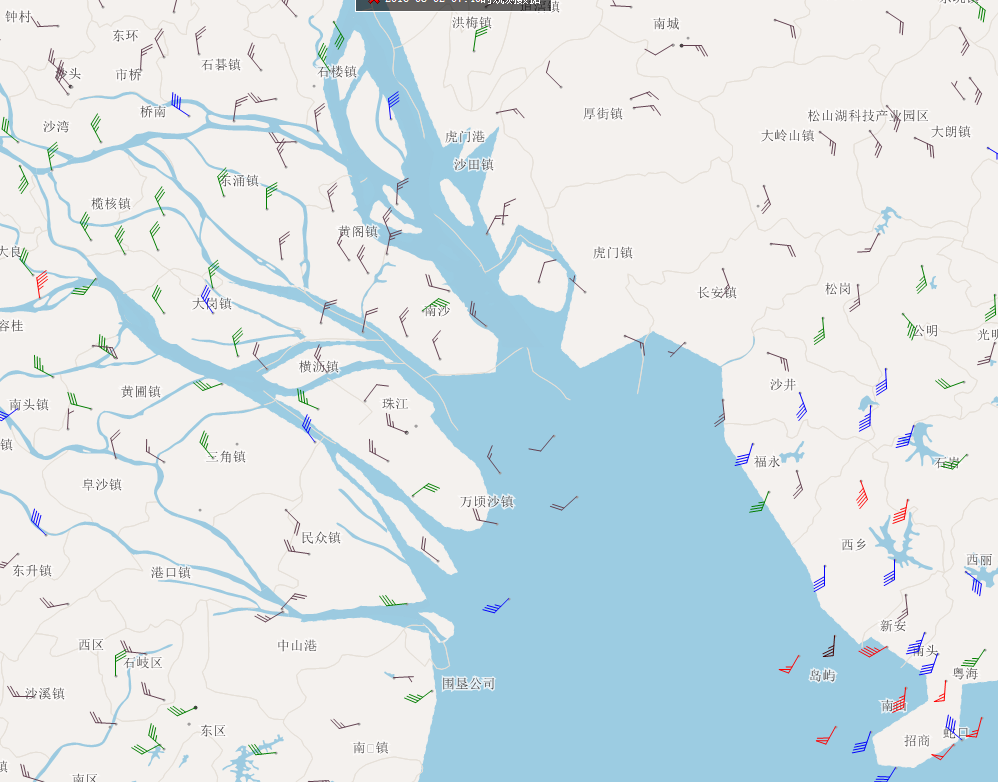 洪梅镇
钟村
南城
东环
石碁镇
石楼镇
市桥
桥南
厚街镇
松山湖科技产业园区
大岭山镇
大朗镇
沙湾
虎门港
沙田镇
东涌镇
榄核镇
黄阁镇
虎门镇
大良
长安镇
松岗
大岗镇
南沙
容桂
公明
光明
横沥镇
沙井
黄圃镇
珠江
南头镇
镇
三角镇
福永
石岩
阜沙镇
万顷沙镇
民众镇
西乡
西丽
东升镇
港口镇
新安
中山港
西区
石岐区
南头
粤海
岛屿
围垦公司
沙溪镇
南山
东区
招商
蛇口
南镇
镇
南区